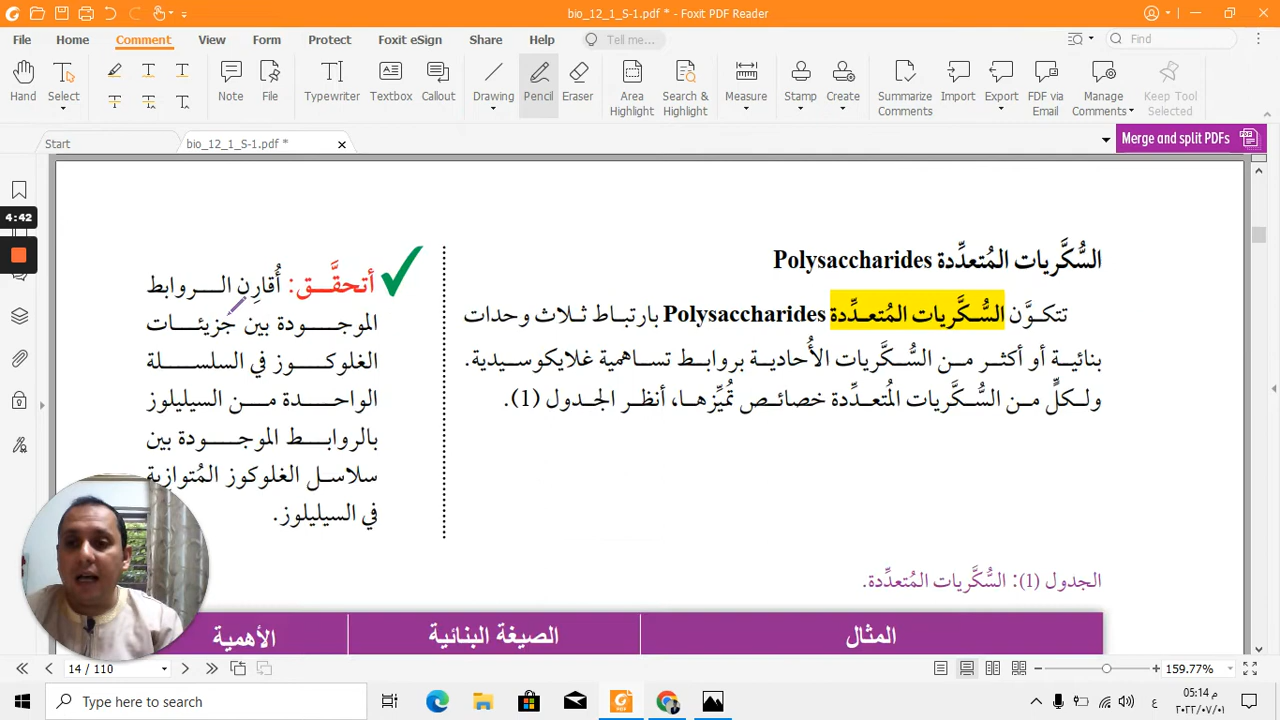 bio_12_1_S-1.pdf * - Foxit PDF Reader
File Home Comment View Form Protect Foxit eSign Share Help Tell me... Find
Hand Select Note File Typewriter Textbox Callout Drawing Pencil Eraser Area Highlight Search & Highlight Measure Stamp Create Summarize Comments Import Export FDF via Email Manage Comments Keep Tool Selected
Start bio_12_1_S-1.pdf * Merge and split PDFs
4:42
السُّكَّريات المُتعدِّدة Polysaccharides
تتكوَّن السُّكَّريات المُتعدِّدة Polysaccharides بارتباط ثلاث وحدات
بنائية أو أكثر من السُّكَّريات الأُحادية بروابط تساهمية غلايكوسيدية.
ولكلٍّ من السُّكَّريات المُتعدِّدة خصائص تُميِّزها، أنظر الجدول (1).
أتحقَّق: أُقارِن الروابط
الموجودة بين جزيئات
الغلوكوز في السلسلة
الواحدة من السيليلوز
بالروابط الموجودة بين
سلاسل الغلوكوز المُتوازية
في السيليلوز.
الجدول (1): السُّكَّريات المُتعدِّدة.
المثال الصيغة البنائية الأهمية
14 / 110 159.77%
Type here to search
ع
05:14 م
٢٠٢٢/٠٧/٠١